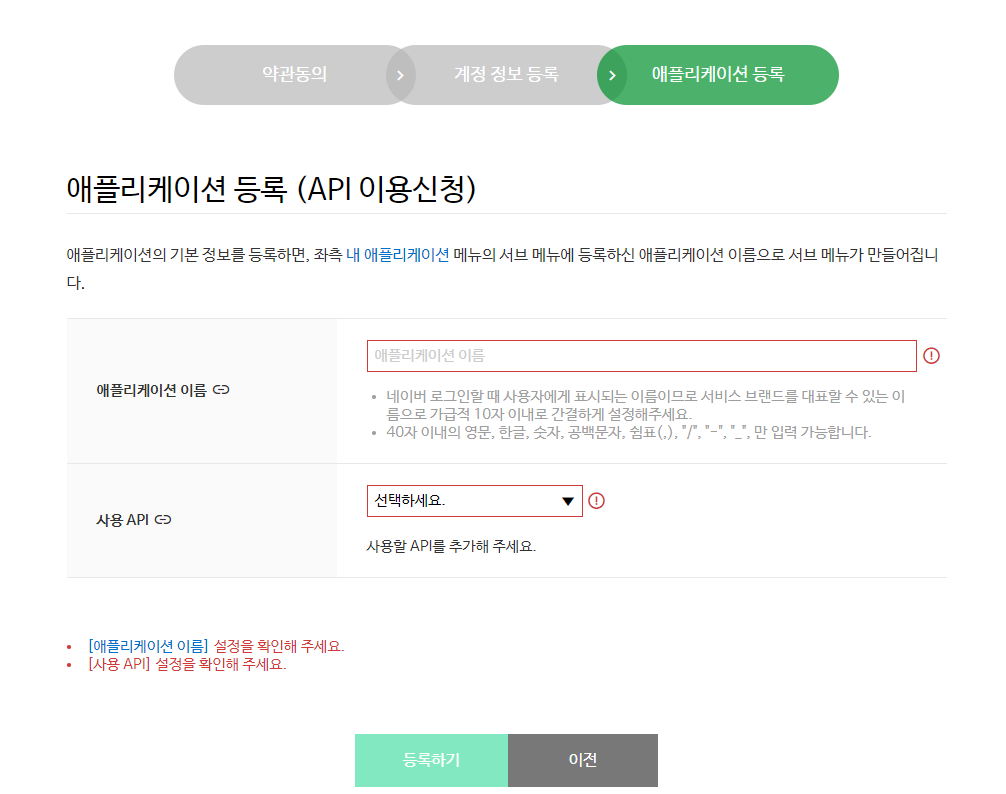 약관동의
계정 정보 등록
애플리케이션 등록
애플리케이션 등록 (API 이용신청)
애플리케이션의 기본 정보를 등록하면, 좌측 내 애플리케이션 메뉴의 서브 메뉴에 등록하신 애플리케이션 이름으로 서브 메뉴가 만들어집니
다.
애플리케이션 이름
애플리케이션 이름
• 네이버 로그인할 때 사용자에게 표시되는 이름이므로 서비스 브랜드를 대표할 수 있는 이
름으로 가급적 10자 이내로 간결하게 설정해주세요.
• 40자 이내의 영문, 한글, 숫자, 공백문자, 쉼표(,), "/", "-", "_", 만 입력 가능합니다.
사용 API
선택하세요.
사용할 API를 추가해 주세요.
• [애플리케이션 이름] 설정을 확인해 주세요.
• [사용 API] 설정을 확인해 주세요.
등록하기
이전